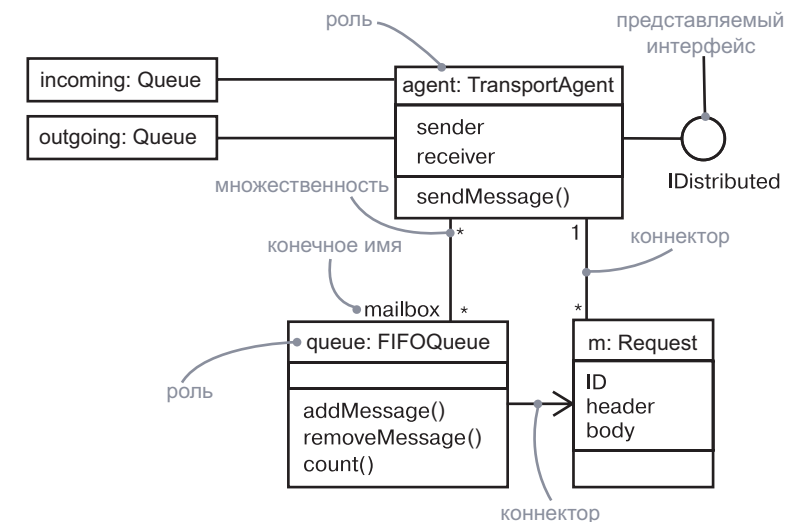 роль
представляемый
интерфейс
incoming: Queue
agent: TransportAgent
outgoing: Queue
sender
receiver
IDistributed
множественность
sendMessage()
*
1
коннектор
конечное имя
mailbox
*
*
queue: FIFOQueue
m: Request
роль
ID
header
body
addMessage()
removeMessage()
count()
коннектор